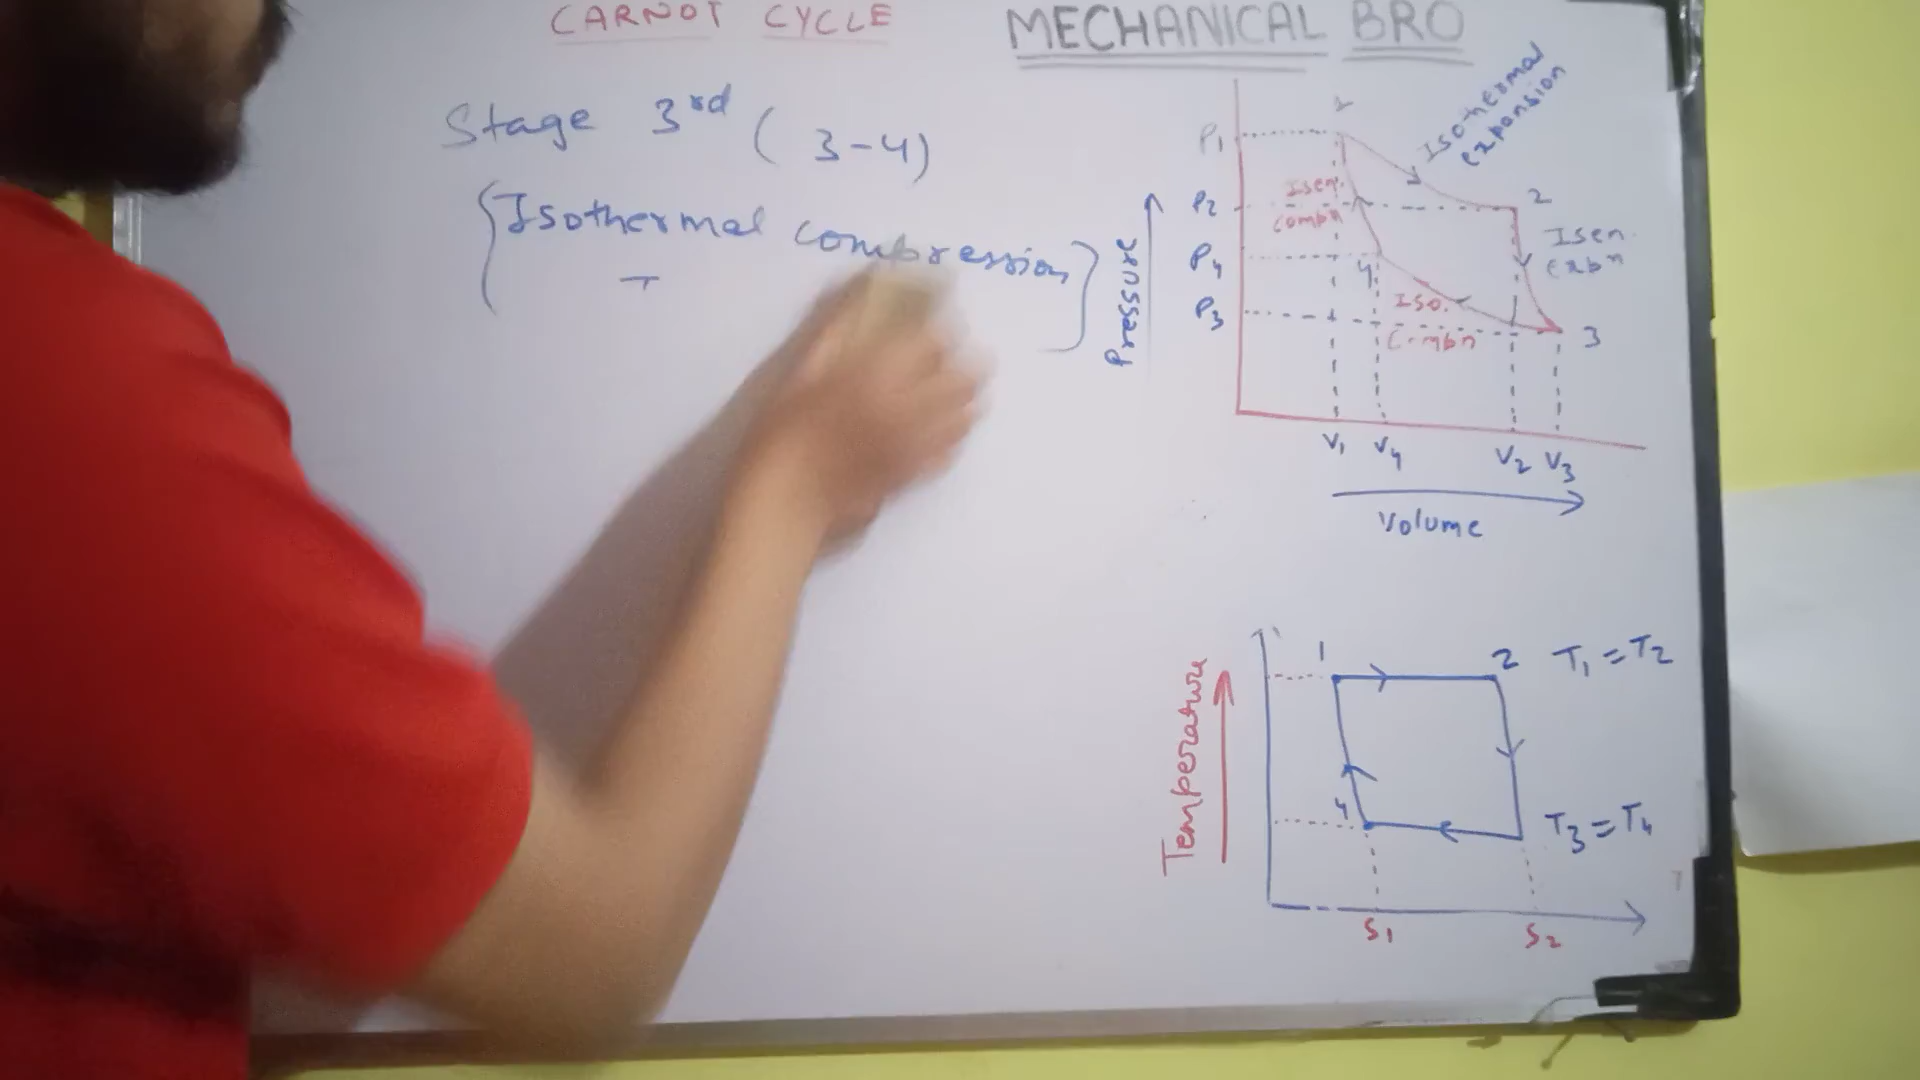 CARNOT CYCLE
MECHANICAL BRO
Stage 3rd (3-4)
{Isothermal compression}
T
Pressure
P1
P2
P4
P3
1
Isothermal
expansion
2
Isen.
compn
Isen.
expn
4
Iso.
Compn
3
V1 V4 V2 V3
Volume
Temperature
1
2 T1 = T2
4
T3 = T4
S1 S2